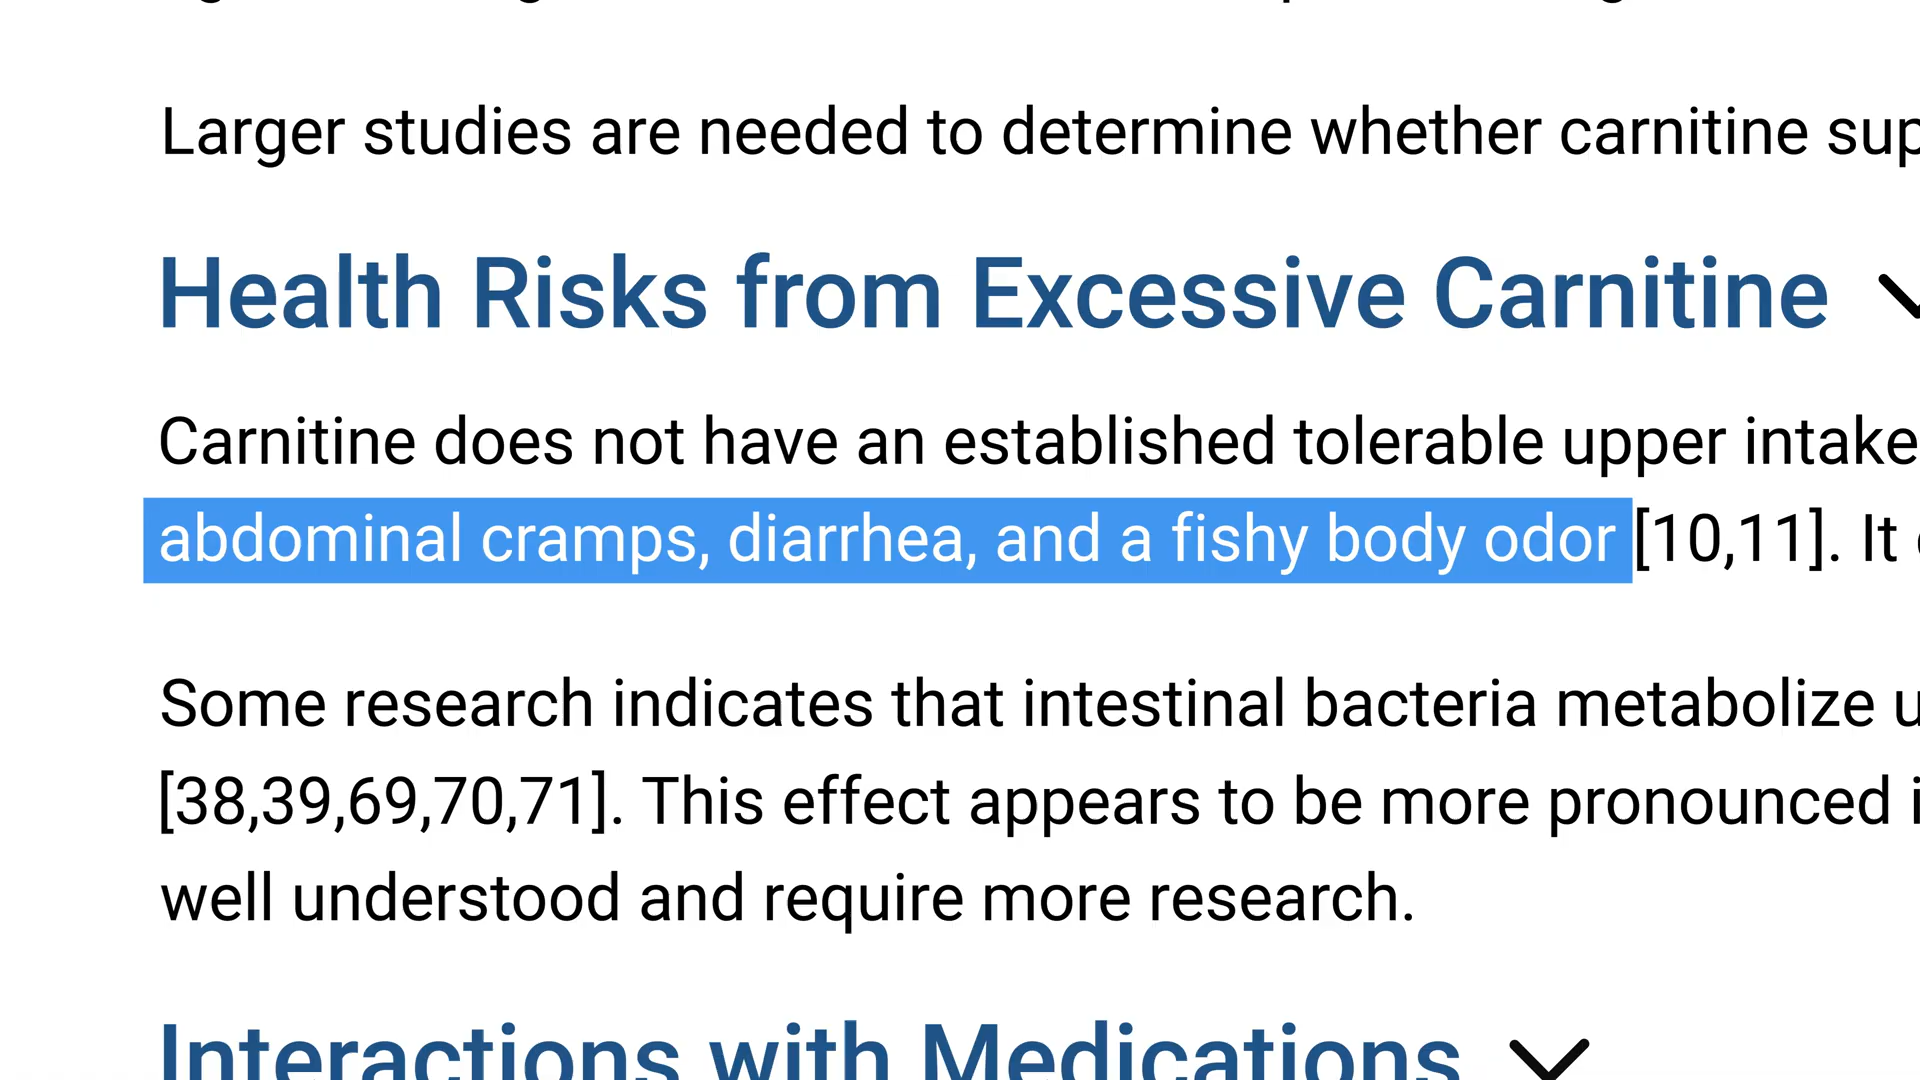 Larger studies are needed to determine whether carnitine
Health Risks from Excessive Carnitine
Carnitine does not have an established tolerable upper intake
abdominal cramps, diarrhea, and a fishy body odor [10,11]. It
Some research indicates that intestinal bacteria metabolize
[38,39,69,70,71]. This effect appears to be more pronounced
well understood and require more research.
Interactions with Medications